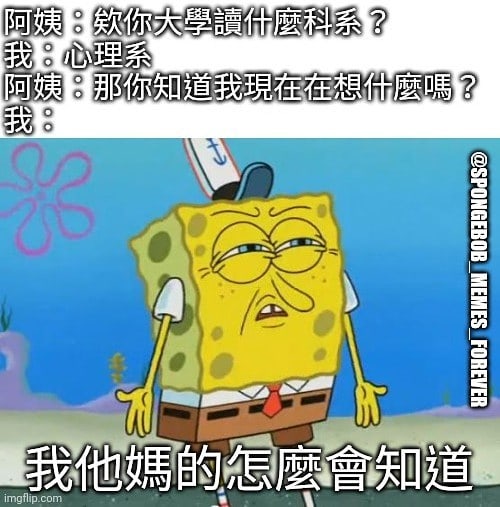 阿姨：欸你大學讀什麼科系？
我：心理系
阿姨：那你知道我現在在想什麼嗎？
我：
@SPONGEBOB_MEMES_FOREVER
我他媽的怎麼會知道
imgflip.com